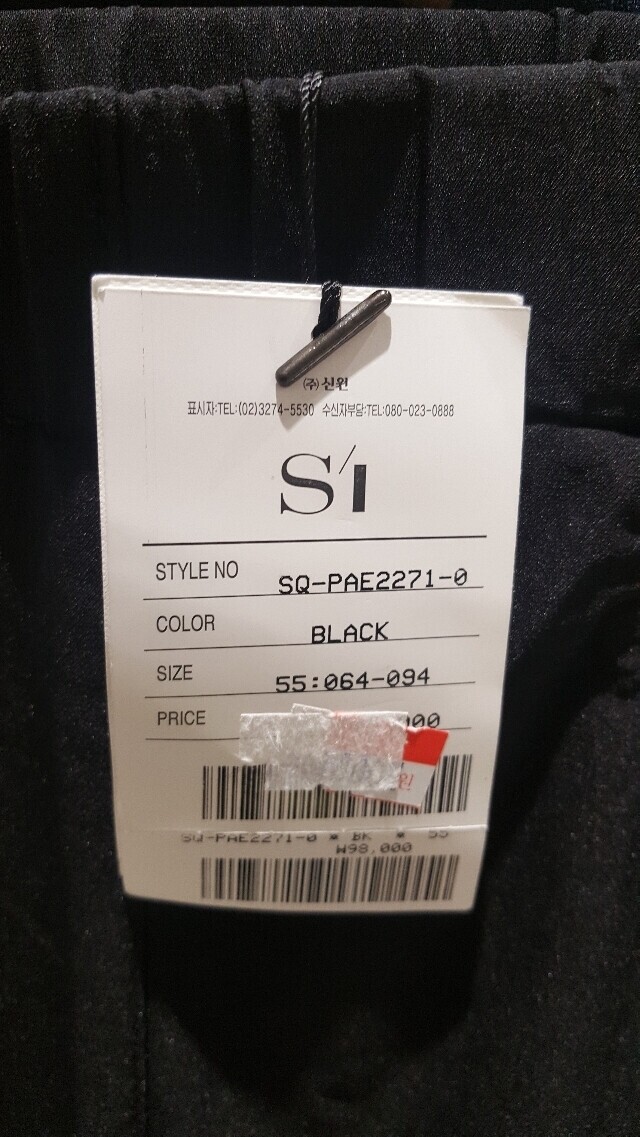 (주)신원
표시자:TEL:(02)3274-5530 수신자부담:TEL:080-023-0888
S/I
STYLE NO SQ-PAE2271-0
COLOR BLACK
SIZE 55:064-094
PRICE 000
원
SQ-PAE2271-0 * BK * 55
₩98,000